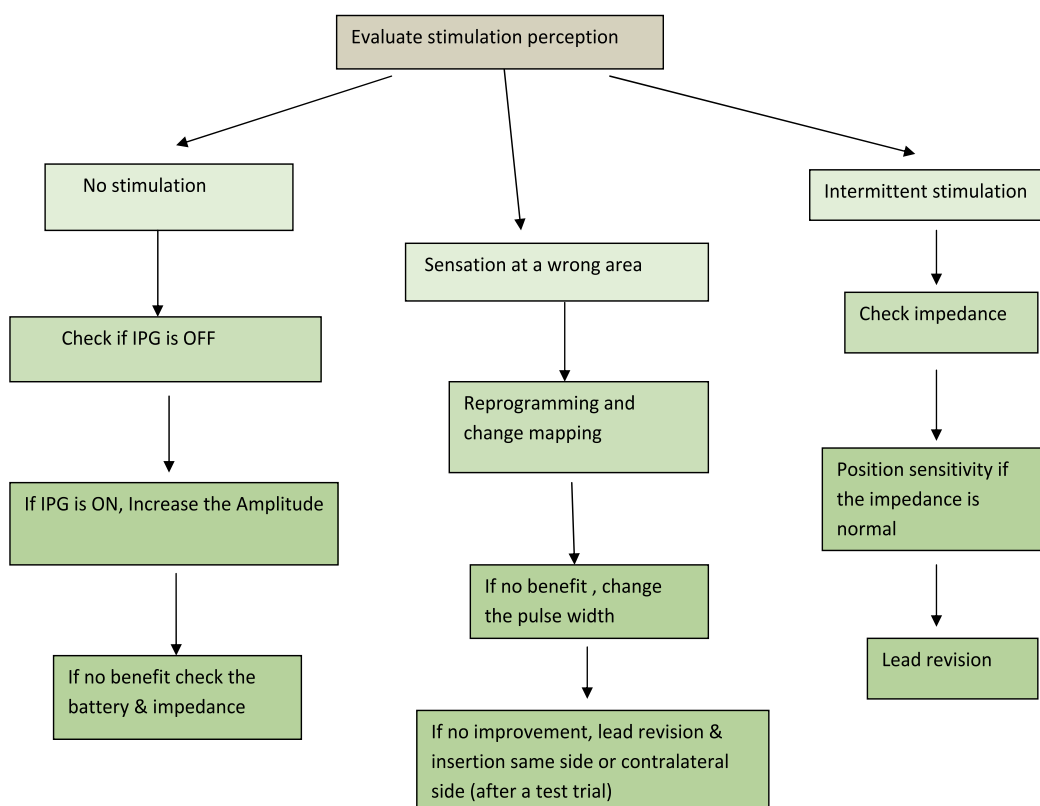 Evaluate stimulation perception
No stimulation
Check if IPG is OFF
If IPG is ON, Increase the Amplitude
If no benefit check the
battery & impedance
Sensation at a wrong area
Reprogramming and
change mapping
If no benefit , change
the pulse width
If no improvement, lead revision &
insertion same side or contralateral
side (after a test trial)
Intermittent stimulation
Check impedance
Position sensitivity if
the impedance is
normal
Lead revision